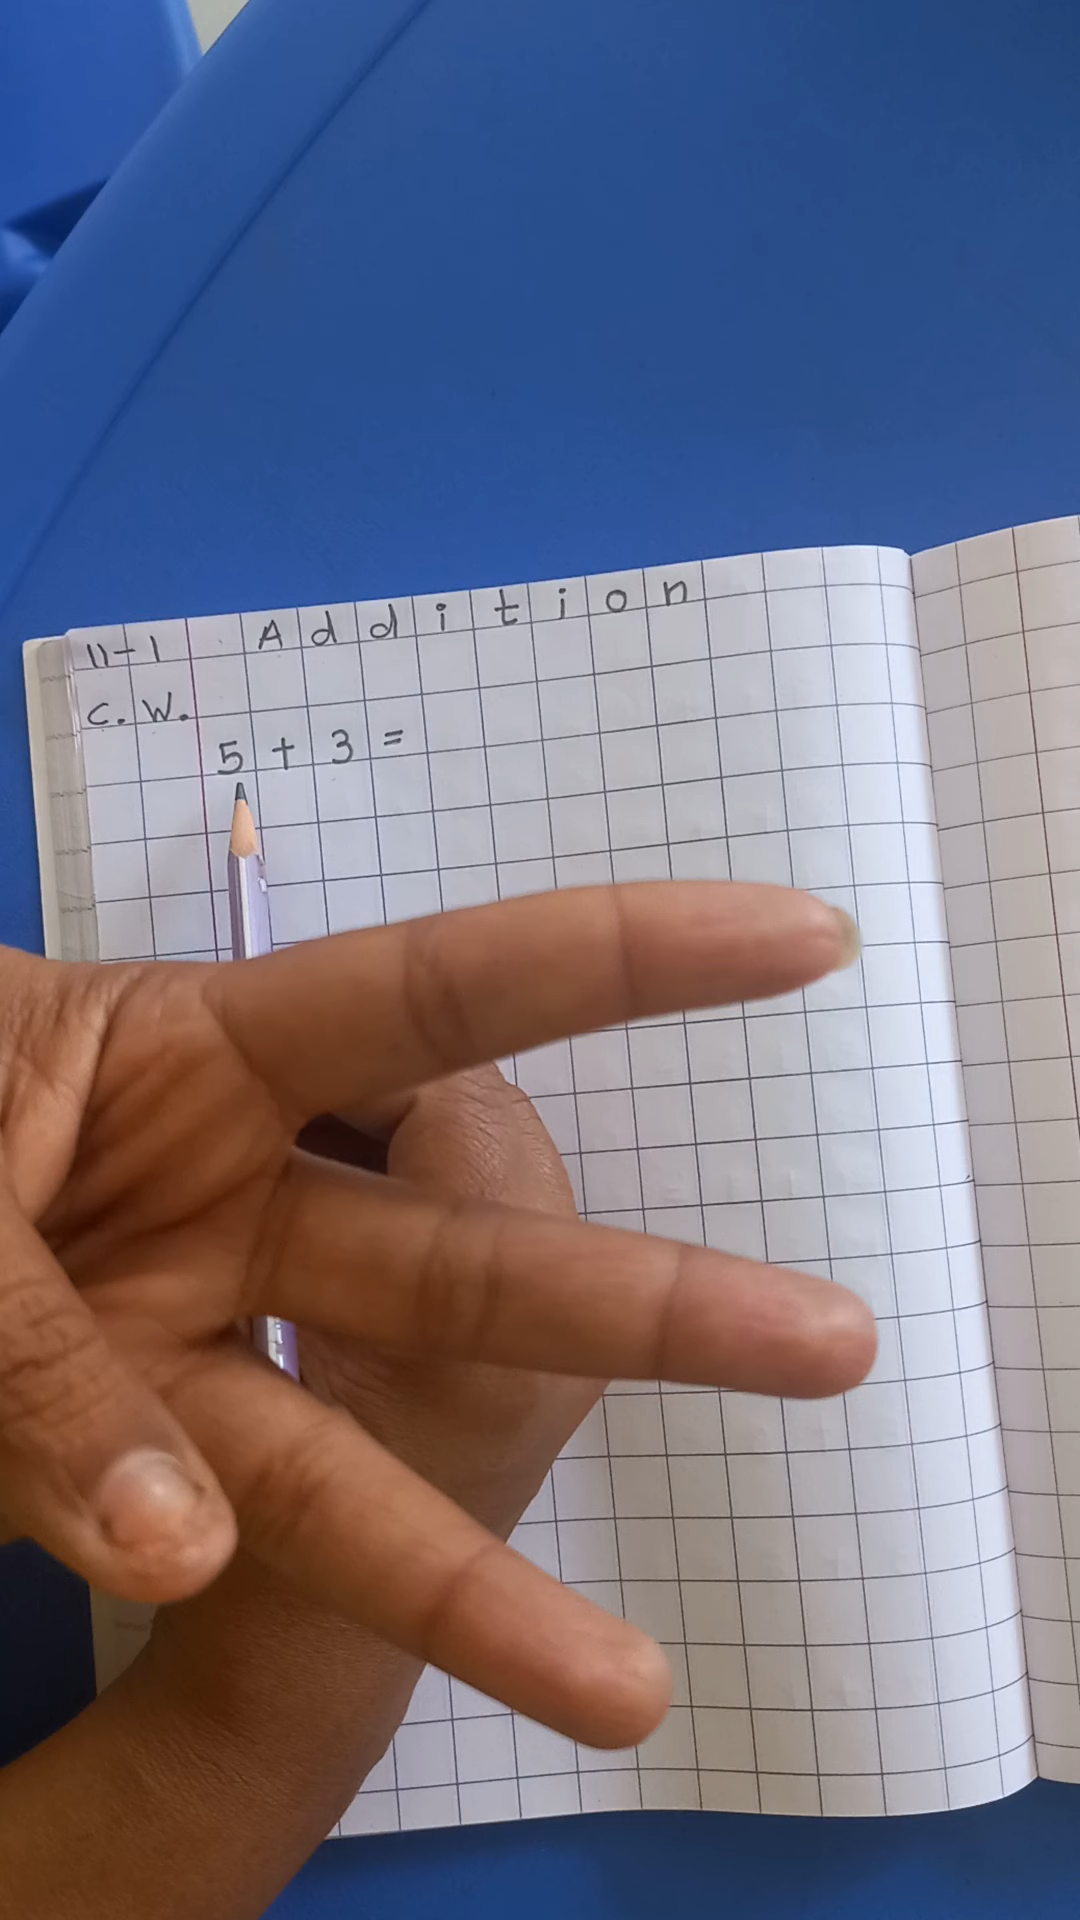 11-1 Addition
C.W.
5 + 3 =